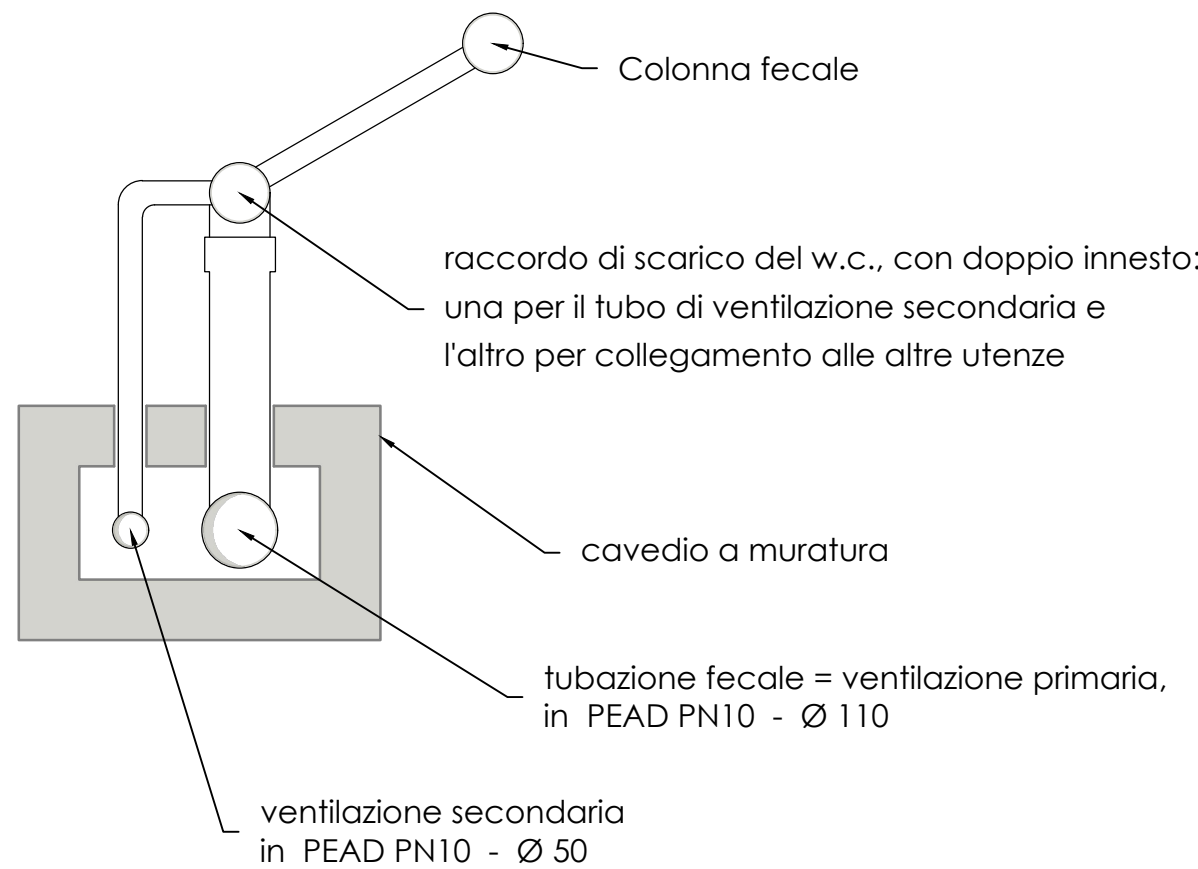 Colonna fecale
raccordo di scarico del w.c., con doppio innesto:
una per il tubo di ventilazione secondaria e
l'altro per collegamento alle altre utenze
cavedio a muratura
tubazione fecale = ventilazione primaria,
in PEAD PN10 - Ø 110
ventilazione secondaria
in PEAD PN10 - Ø 50